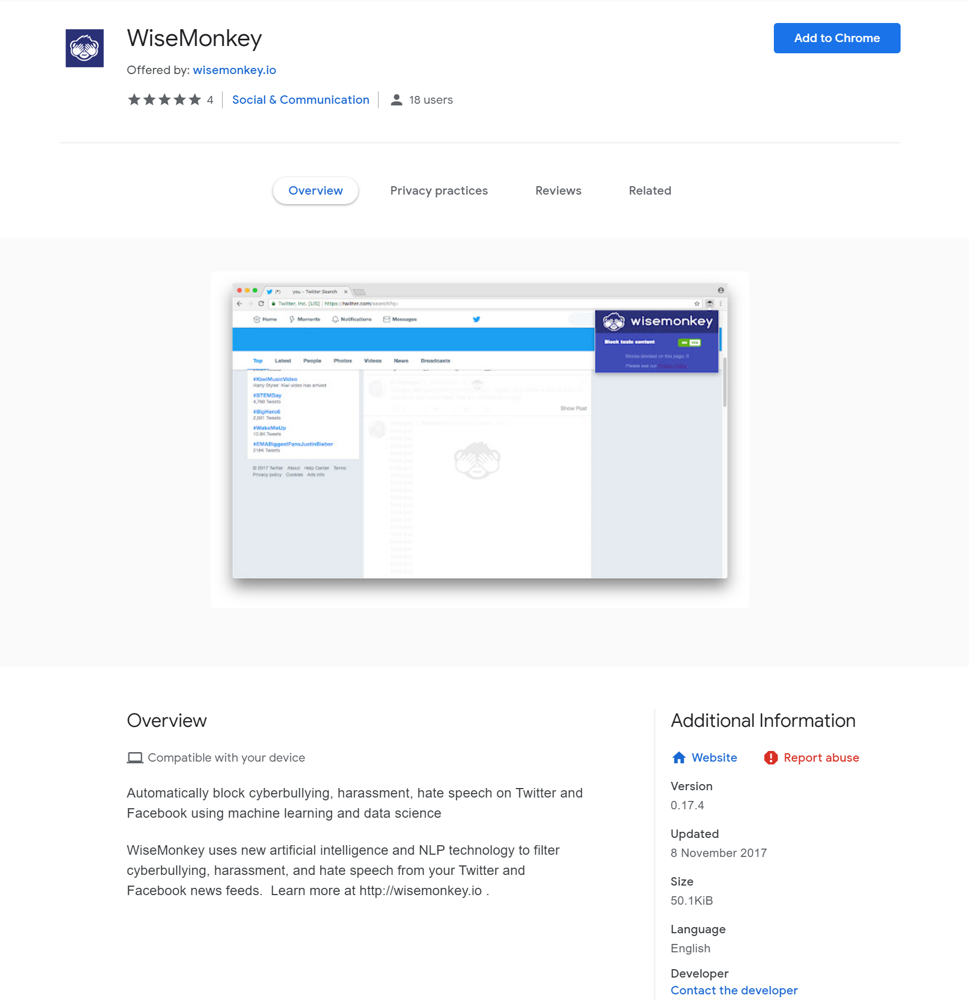 WiseMonkey
Add to Chrome
Offered by: wisemonkey.io
4
Social & Communication
18 users
Overview
Privacy practices
Reviews
Related
you - Twitter Search
Twitter, Inc. [US] | https://twitter.com/search?q=
Home
Moments
Notifications
Messages
wisemonkey
Block toxic content
NO YES
Stories blocked on this page: 8
Please see our Privacy Policy.
Top
Latest
People
Photos
Videos
News
Broadcasts
#KiwiMusicVideo
Harry Styles' Kiwi video has arrived
#STEMDay
4,760 Tweets
#BigHero6
2,501 Tweets
#WakeMeUp
10.8K Tweets
#EMABiggestFansJustinBieber
218K Tweets
© 2017 Twitter About Help Center Terms
Privacy policy Cookies Ads info
Show Post
Overview
Compatible with your device
Automatically block cyberbullying, harassment, hate speech on Twitter and
Facebook using machine learning and data science
WiseMonkey uses new artificial intelligence and NLP technology to filter
cyberbullying, harassment, and hate speech from your Twitter and
Facebook news feeds.  Learn more at http://wisemonkey.io .
Additional Information
Website
Report abuse
Version
0.17.4
Updated
8 November 2017
Size
50.1KiB
Language
English
Developer
Contact the developer